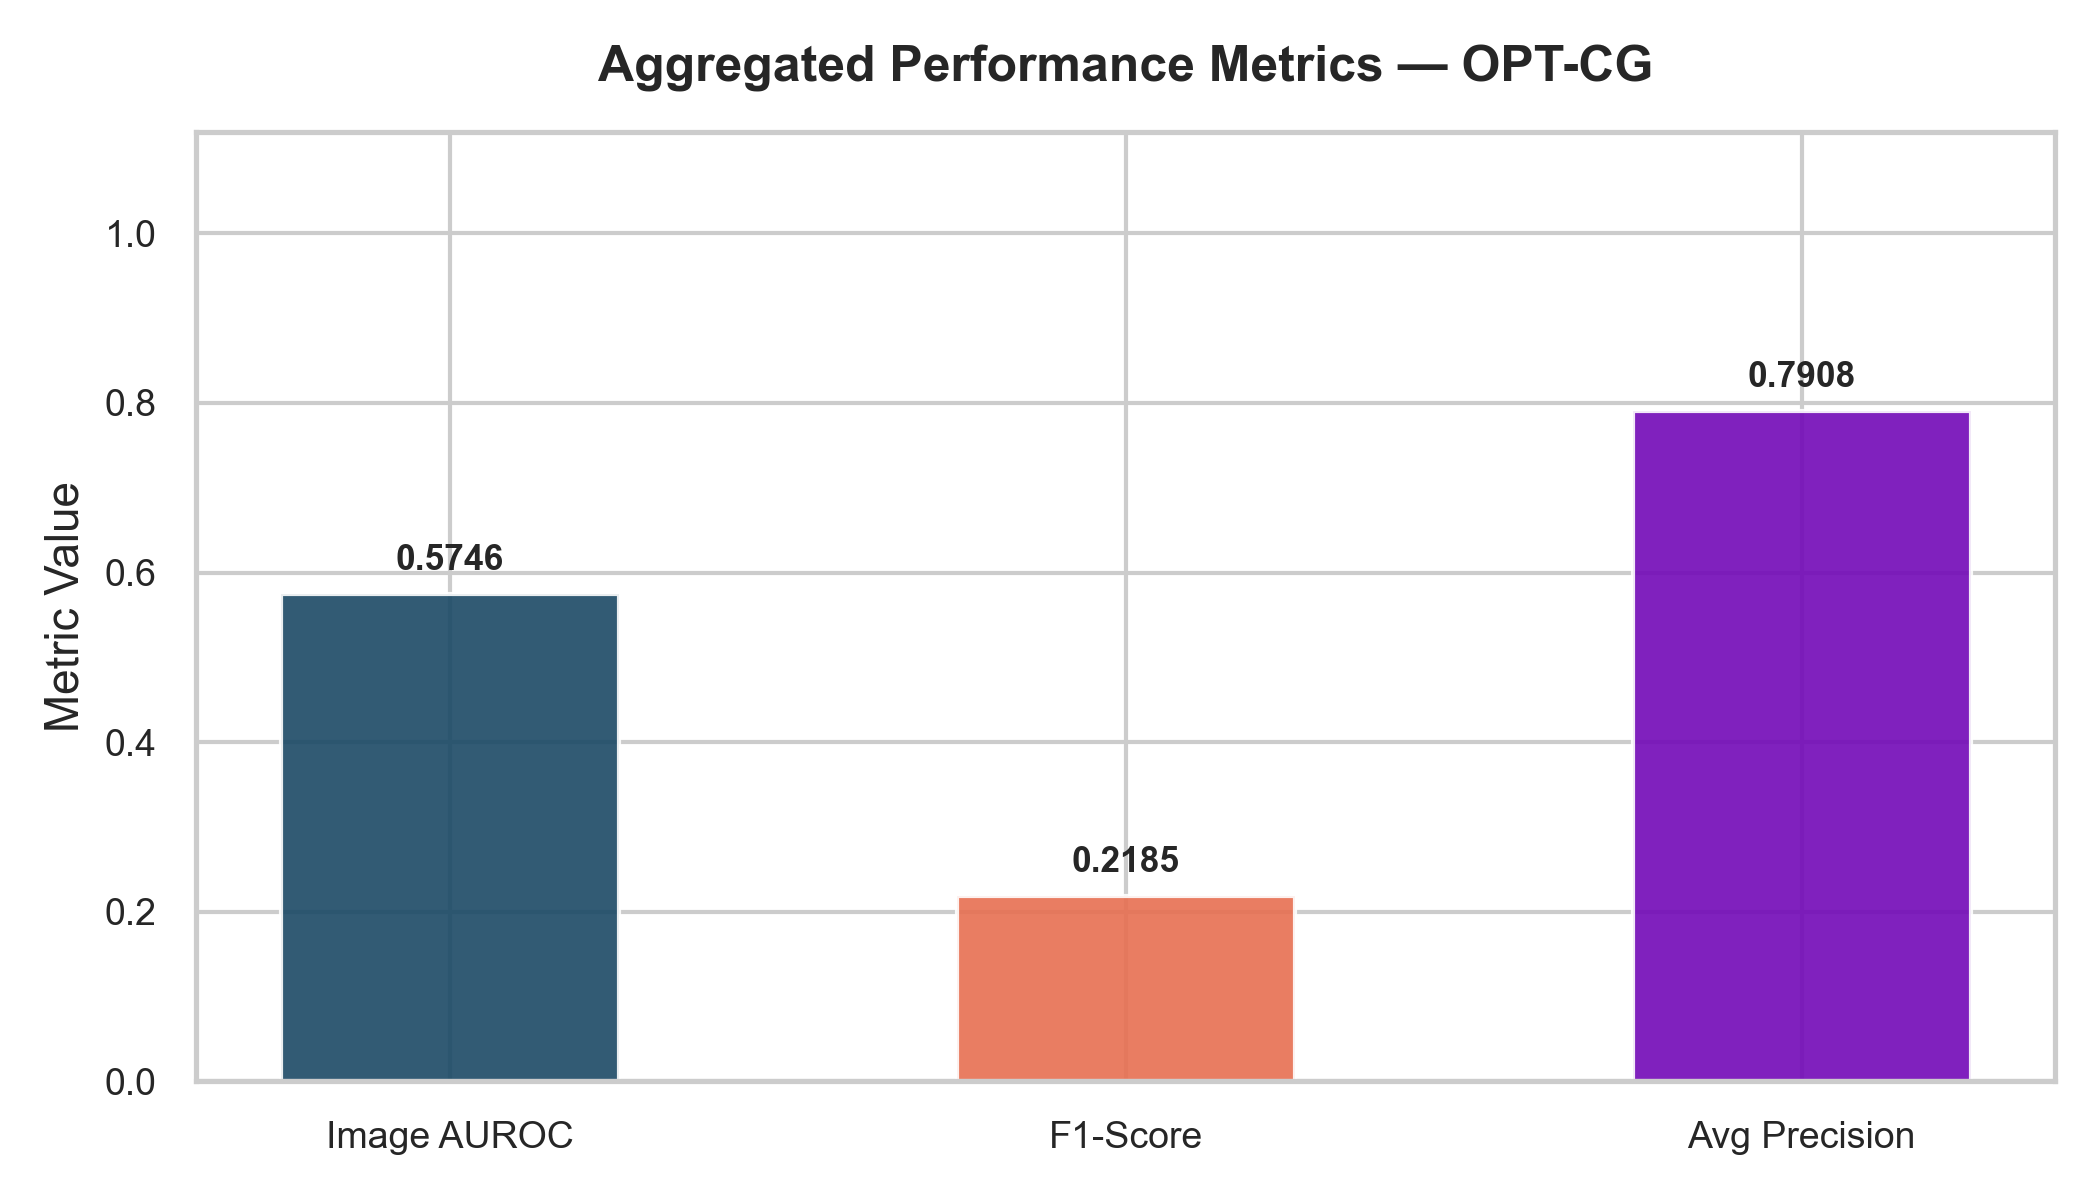 Aggregated Performance Metrics — OPT-CG
Metric Value
1.0
0.8
0.6
0.4
0.2
0.0
0.5746
0.2185
0.7908
Image AUROC
F1-Score
Avg Precision